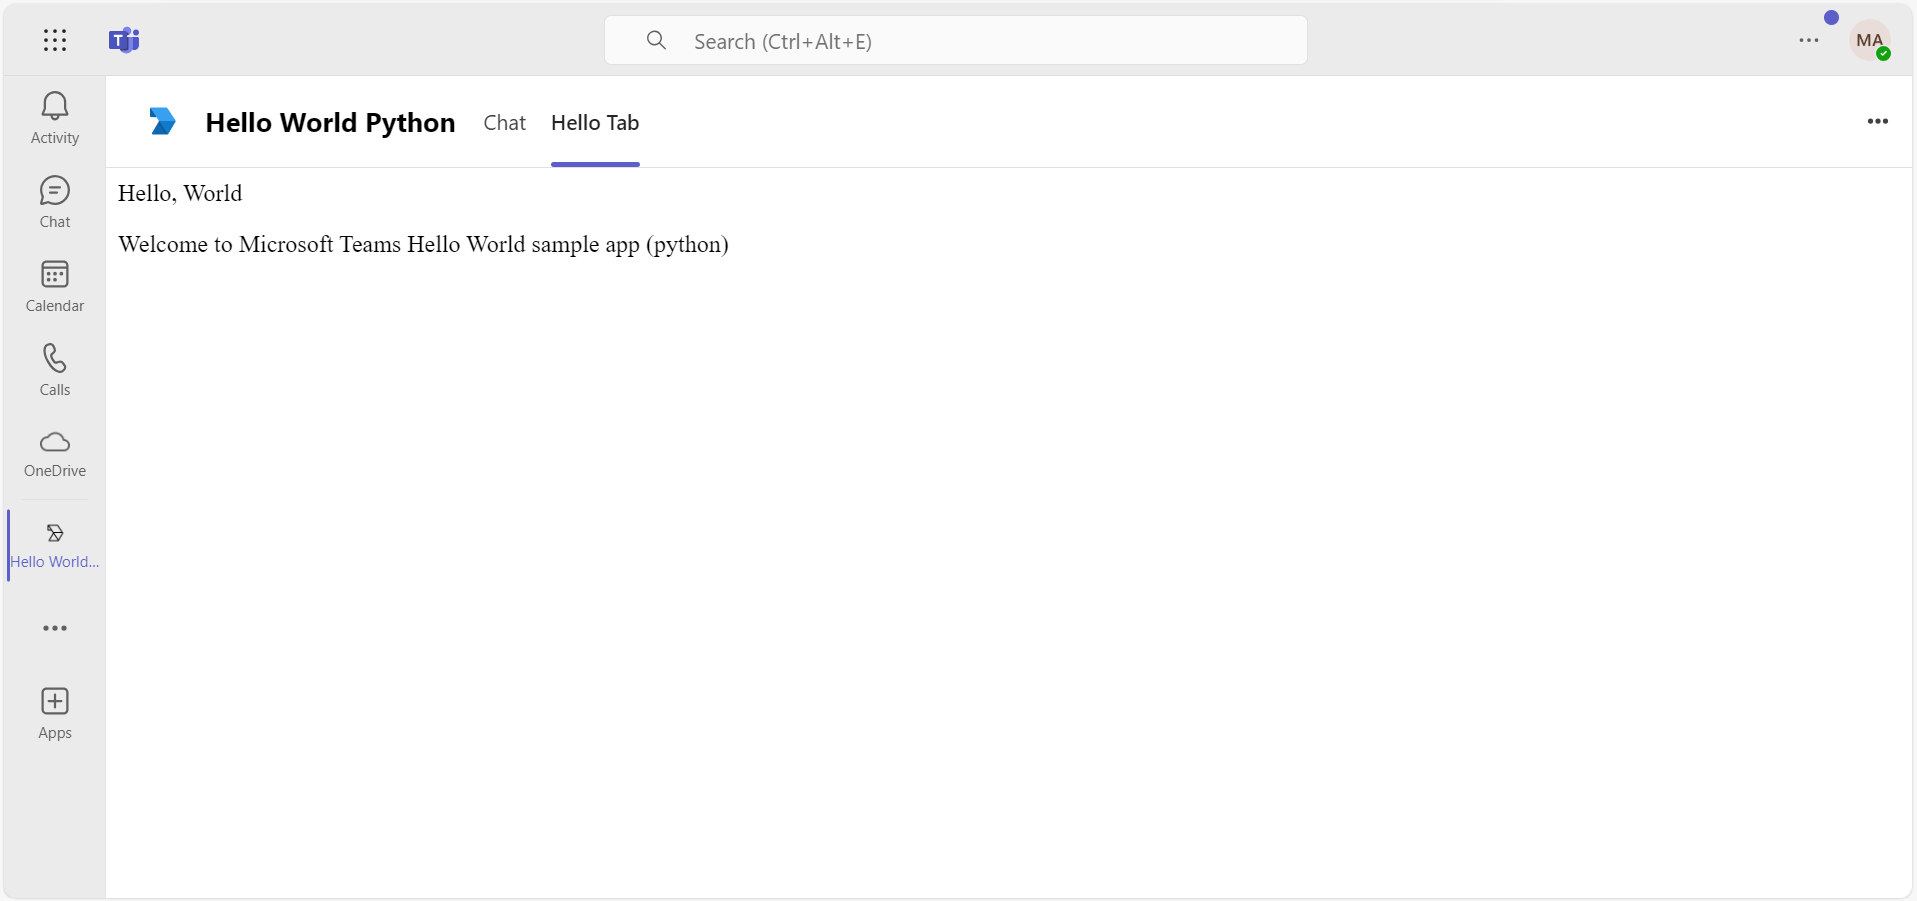 Search (Ctrl+Alt+E)
MA
Activity
Chat
Calendar
Calls
OneDrive
Hello World...
Apps
Hello World Python
Chat
Hello Tab
Hello, World
Welcome to Microsoft Teams Hello World sample app (python)